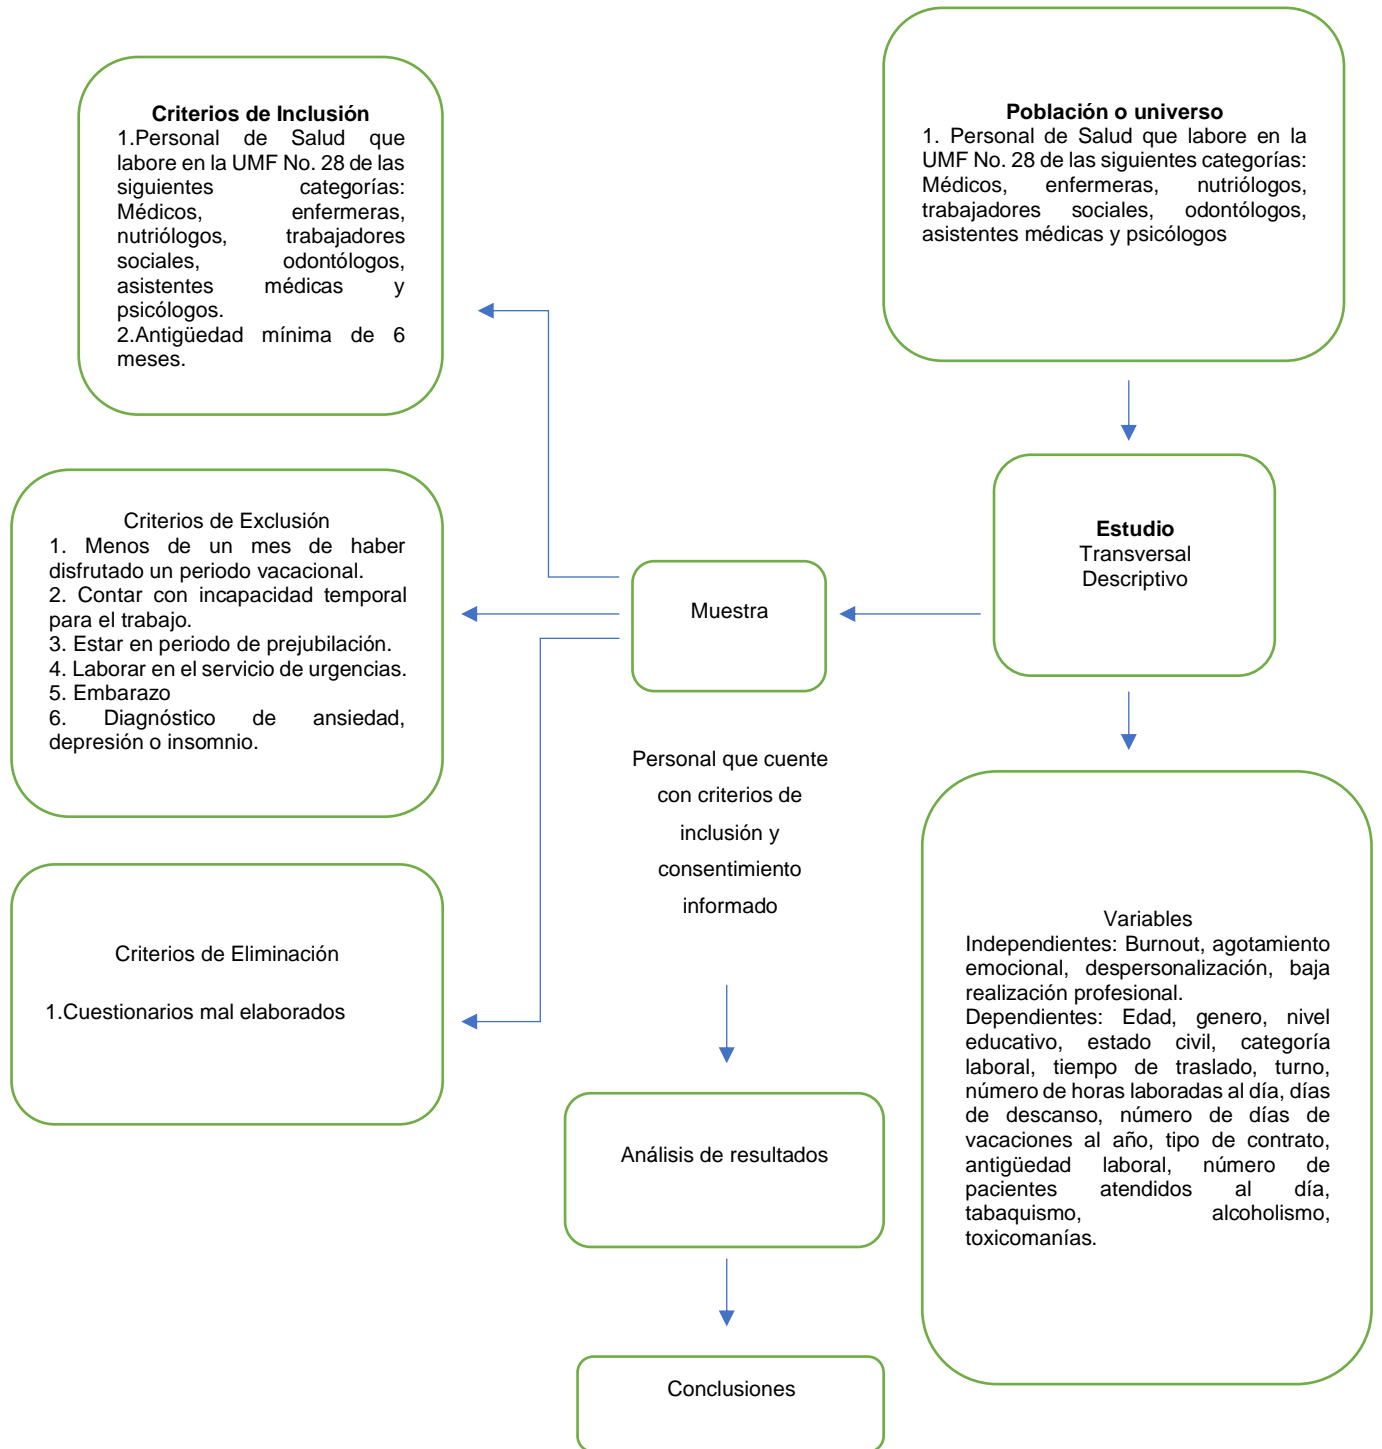 Criterios de Inclusión
1.Personal de Salud que
labore en la UMF No. 28 de las
siguientes categorías:
Médicos, enfermeras,
nutriólogos, trabajadores
sociales, odontólogos,
asistentes médicas y
psicólogos.
2.Antigüedad mínima de 6
meses.
Población o universo
1. Personal de Salud que labore en la
UMF No. 28 de las siguientes categorías:
Médicos, enfermeras, nutriólogos,
trabajadores sociales, odontólogos,
asistentes médicas y psicólogos
Criterios de Exclusión
1. Menos de un mes de haber
disfrutado un periodo vacacional.
2. Contar con incapacidad temporal
para el trabajo.
3. Estar en periodo de prejubilación.
4. Laborar en el servicio de urgencias.
5. Embarazo
6. Diagnóstico de ansiedad,
depresión o insomnio.
Muestra
Estudio
Transversal
Descriptivo
Personal que cuente
con criterios de
inclusión y
consentimiento
informado
Criterios de Eliminación
1.Cuestionarios mal elaborados
Variables
Independientes: Burnout, agotamiento
emocional, despersonalización, baja
realización profesional.
Dependientes: Edad, genero, nivel
educativo, estado civil, categoría
laboral, tiempo de traslado, turno,
número de horas laboradas al día, días
de descanso, número de días de
vacaciones al año, tipo de contrato,
antigüedad laboral, número de
pacientes atendidos al día,
tabaquismo, alcoholismo,
toxicomanías.
Análisis de resultados
Conclusiones